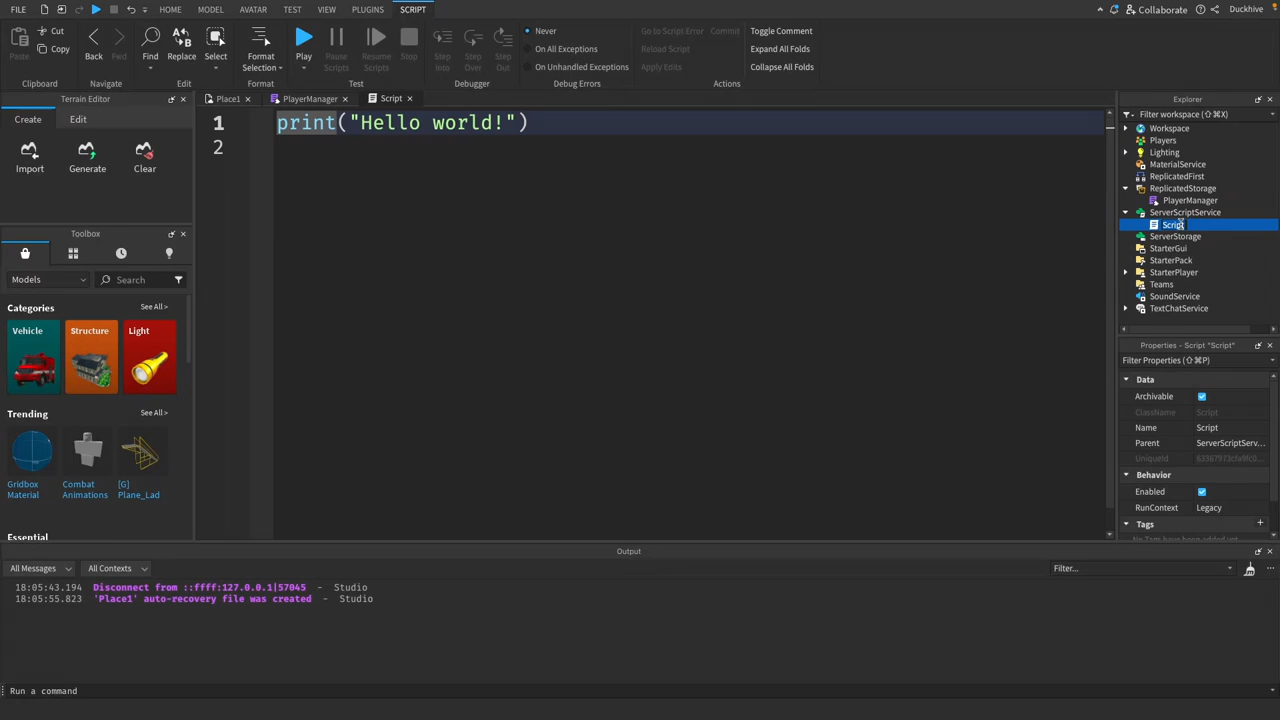 FILE HOME MODEL AVATAR TEST VIEW PLUGINS SCRIPT Collaborate Duckhive
Cut Never Go to Script Error Commit Toggle Comment
Copy On All Exceptions Reload Script Expand All Folds
On Unhandled Exceptions Apply Edits Collapse All Folds
Paste Back Fwd Find Replace Select Format Selection Play Pause Scripts Resume Scripts Stop Step Into Step Over Step Out
Clipboard Navigate Edit Format Test Debugger Debug Errors Actions
Terrain Editor
Create Edit
Import Generate Clear
Toolbox
Models Search
Categories See All >
Vehicle Structure Light
Trending See All >
Gridbox Material
Combat Animations
[G] Plane_Lad
Essential
Place1 PlayerManager Script
1 print("Hello world!")
2
Explorer
Filter workspace (⇧⌘X)
Workspace
Players
Lighting
MaterialService
ReplicatedFirst
ReplicatedStorage
PlayerManager
ServerScriptService
Script
ServerStorage
StarterGui
StarterPack
StarterPlayer
Teams
SoundService
TextChatService
Properties - Script "Script"
Filter Properties (⇧⌘P)
Data
Archivable
ClassName Script
Name Script
Parent ServerScriptServ...
UniqueId
Behavior
Enabled
RunContext Legacy
Tags
Output
All Messages All Contexts Filter...
18:05:43.194 Disconnect from ::ffff:127.0.0.1|57045 - Studio
18:05:55.823 'Place1' auto-recovery file was created - Studio
Run a command